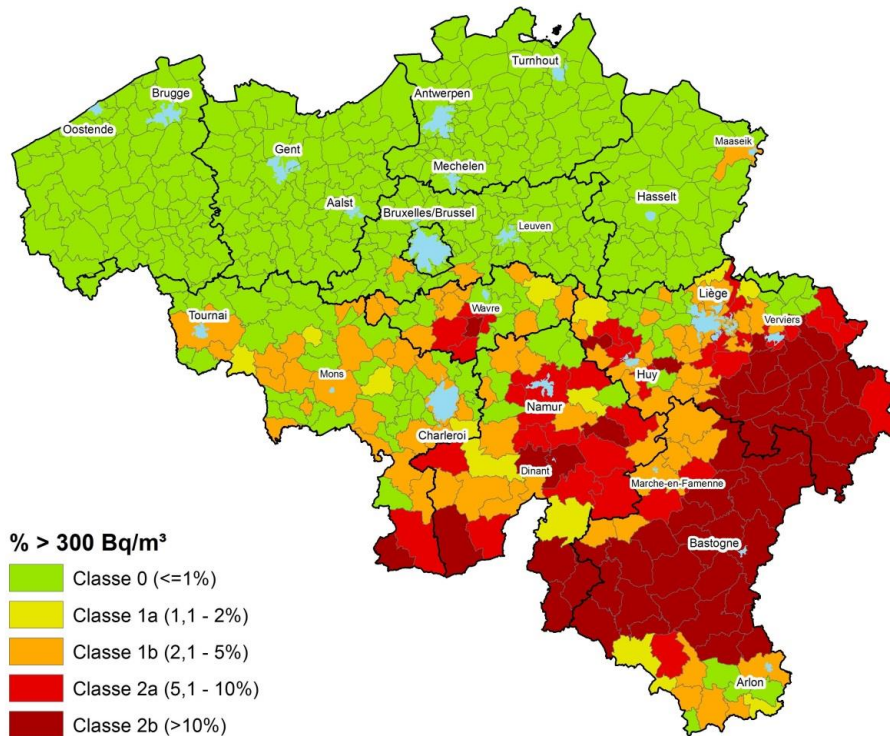 Turnhout
Brugge
Antwerpen
Oostende
Gent
Maaseik
Mechelen
Hasselt
Aalst
Bruxelles/Brussel
Leuven
Liège
Wavre
Tournai
Verviers
Mons
Huy
Namur
Charleroi
Dinant
Marche-en-Famenne
% > 300 Bq/m³
Bastogne
Classe 0 (<=1%)
Classe 1a (1,1 - 2%)
Classe 1b (2,1 - 5%)
Classe 2a (5,1 - 10%)
Arlon
Classe 2b (>10%)